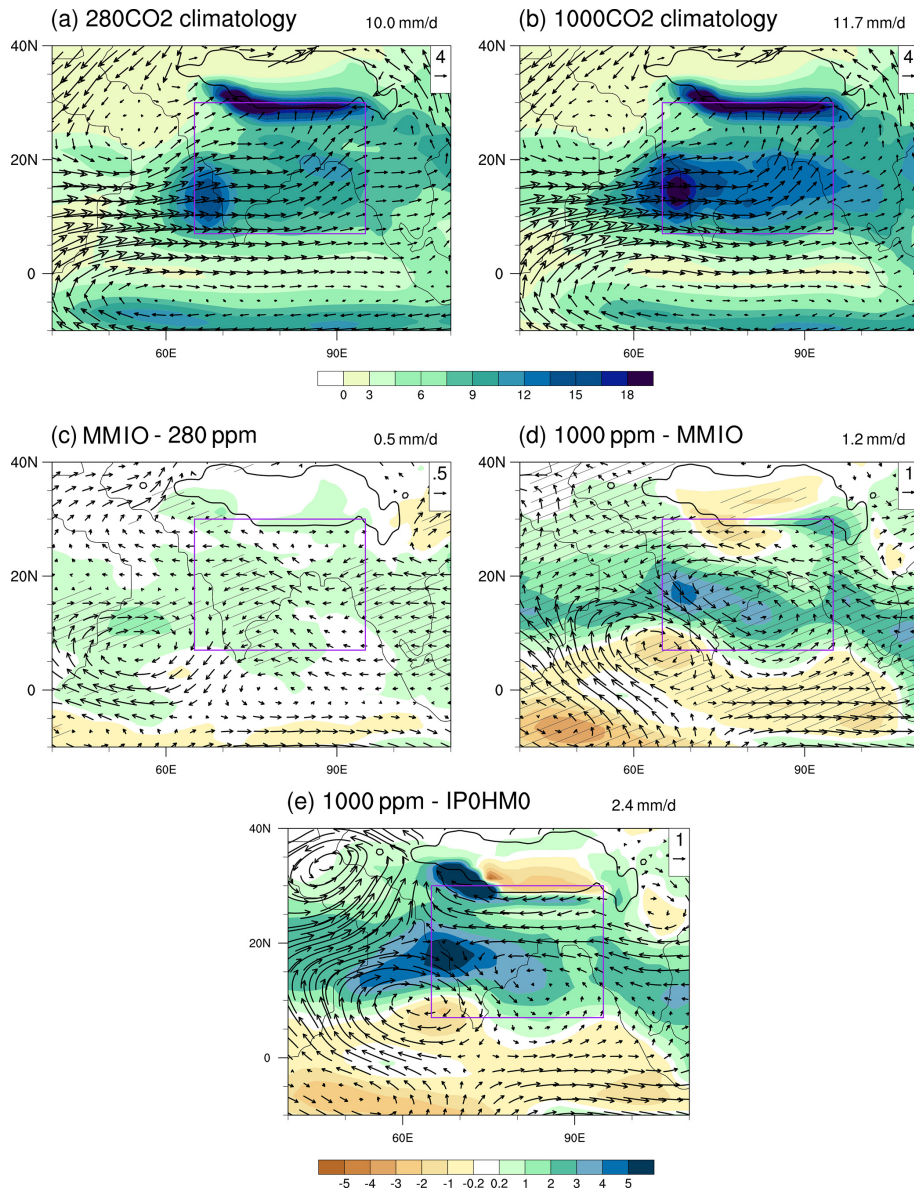 (a) 280CO2 climatology 10.0 mm/d
(b) 1000CO2 climatology 11.7 mm/d
40N
20N
0
60E 90E
4
4
60E 90E
0 3 6 9 12 15 18
(c) MMIO - 280 ppm 0.5 mm/d
(d) 1000 ppm - MMIO 1.2 mm/d
40N
20N
0
60E 90E
.5
40N
20N
0
60E 90E
1
(e) 1000 ppm - IP0HM0 2.4 mm/d
40N
20N
0
60E 90E
1
-5 -4 -3 -2 -1 -0.2 0.2 1 2 3 4 5